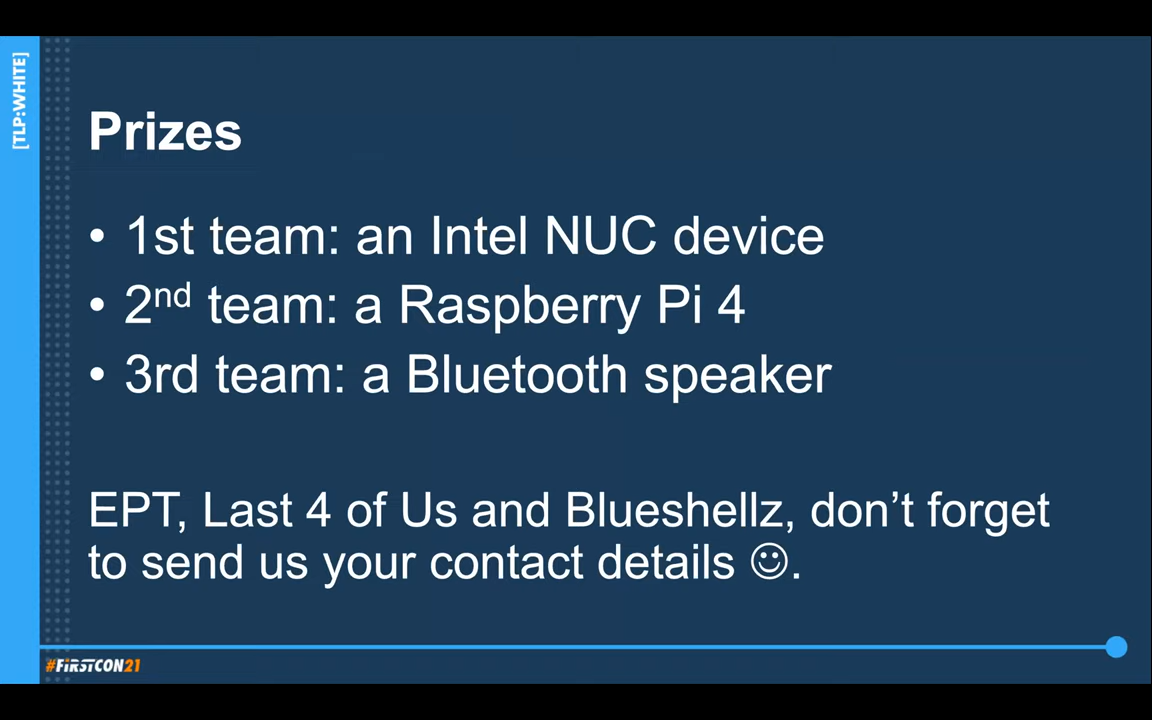 [TLP:WHITE]
Prizes
• 1st team: an Intel NUC device
• 2nd team: a Raspberry Pi 4
• 3rd team: a Bluetooth speaker
EPT, Last 4 of Us and Blueshellz, don’t forget
to send us your contact details ☺.
#FIRSTCON21